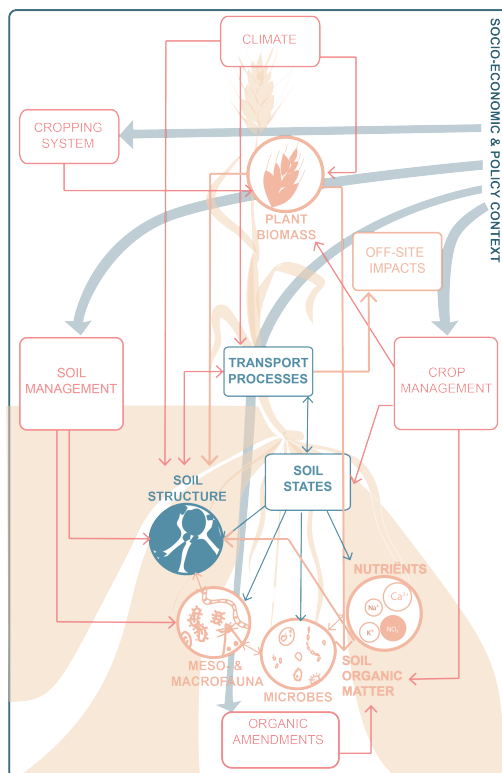 CLIMATE
SOCIO-ECONOMIC & POLICY CONTEXT
CROPPING
SYSTEM
PLANT
BIOMASS
OFF-SITE
IMPACTS
TRANSPORT
PROCESSES
SOIL
MANAGEMENT
CROP
MANAGEMENT
SOIL
STRUCTURE
SOIL
STATES
NUTRIËNTS
Ca²⁺
Na⁺
K⁺
NO₃⁻
MESO- &
MACROFAUNA
MICROBES
SOIL
ORGANIC
MATTER
ORGANIC
AMENDMENTS